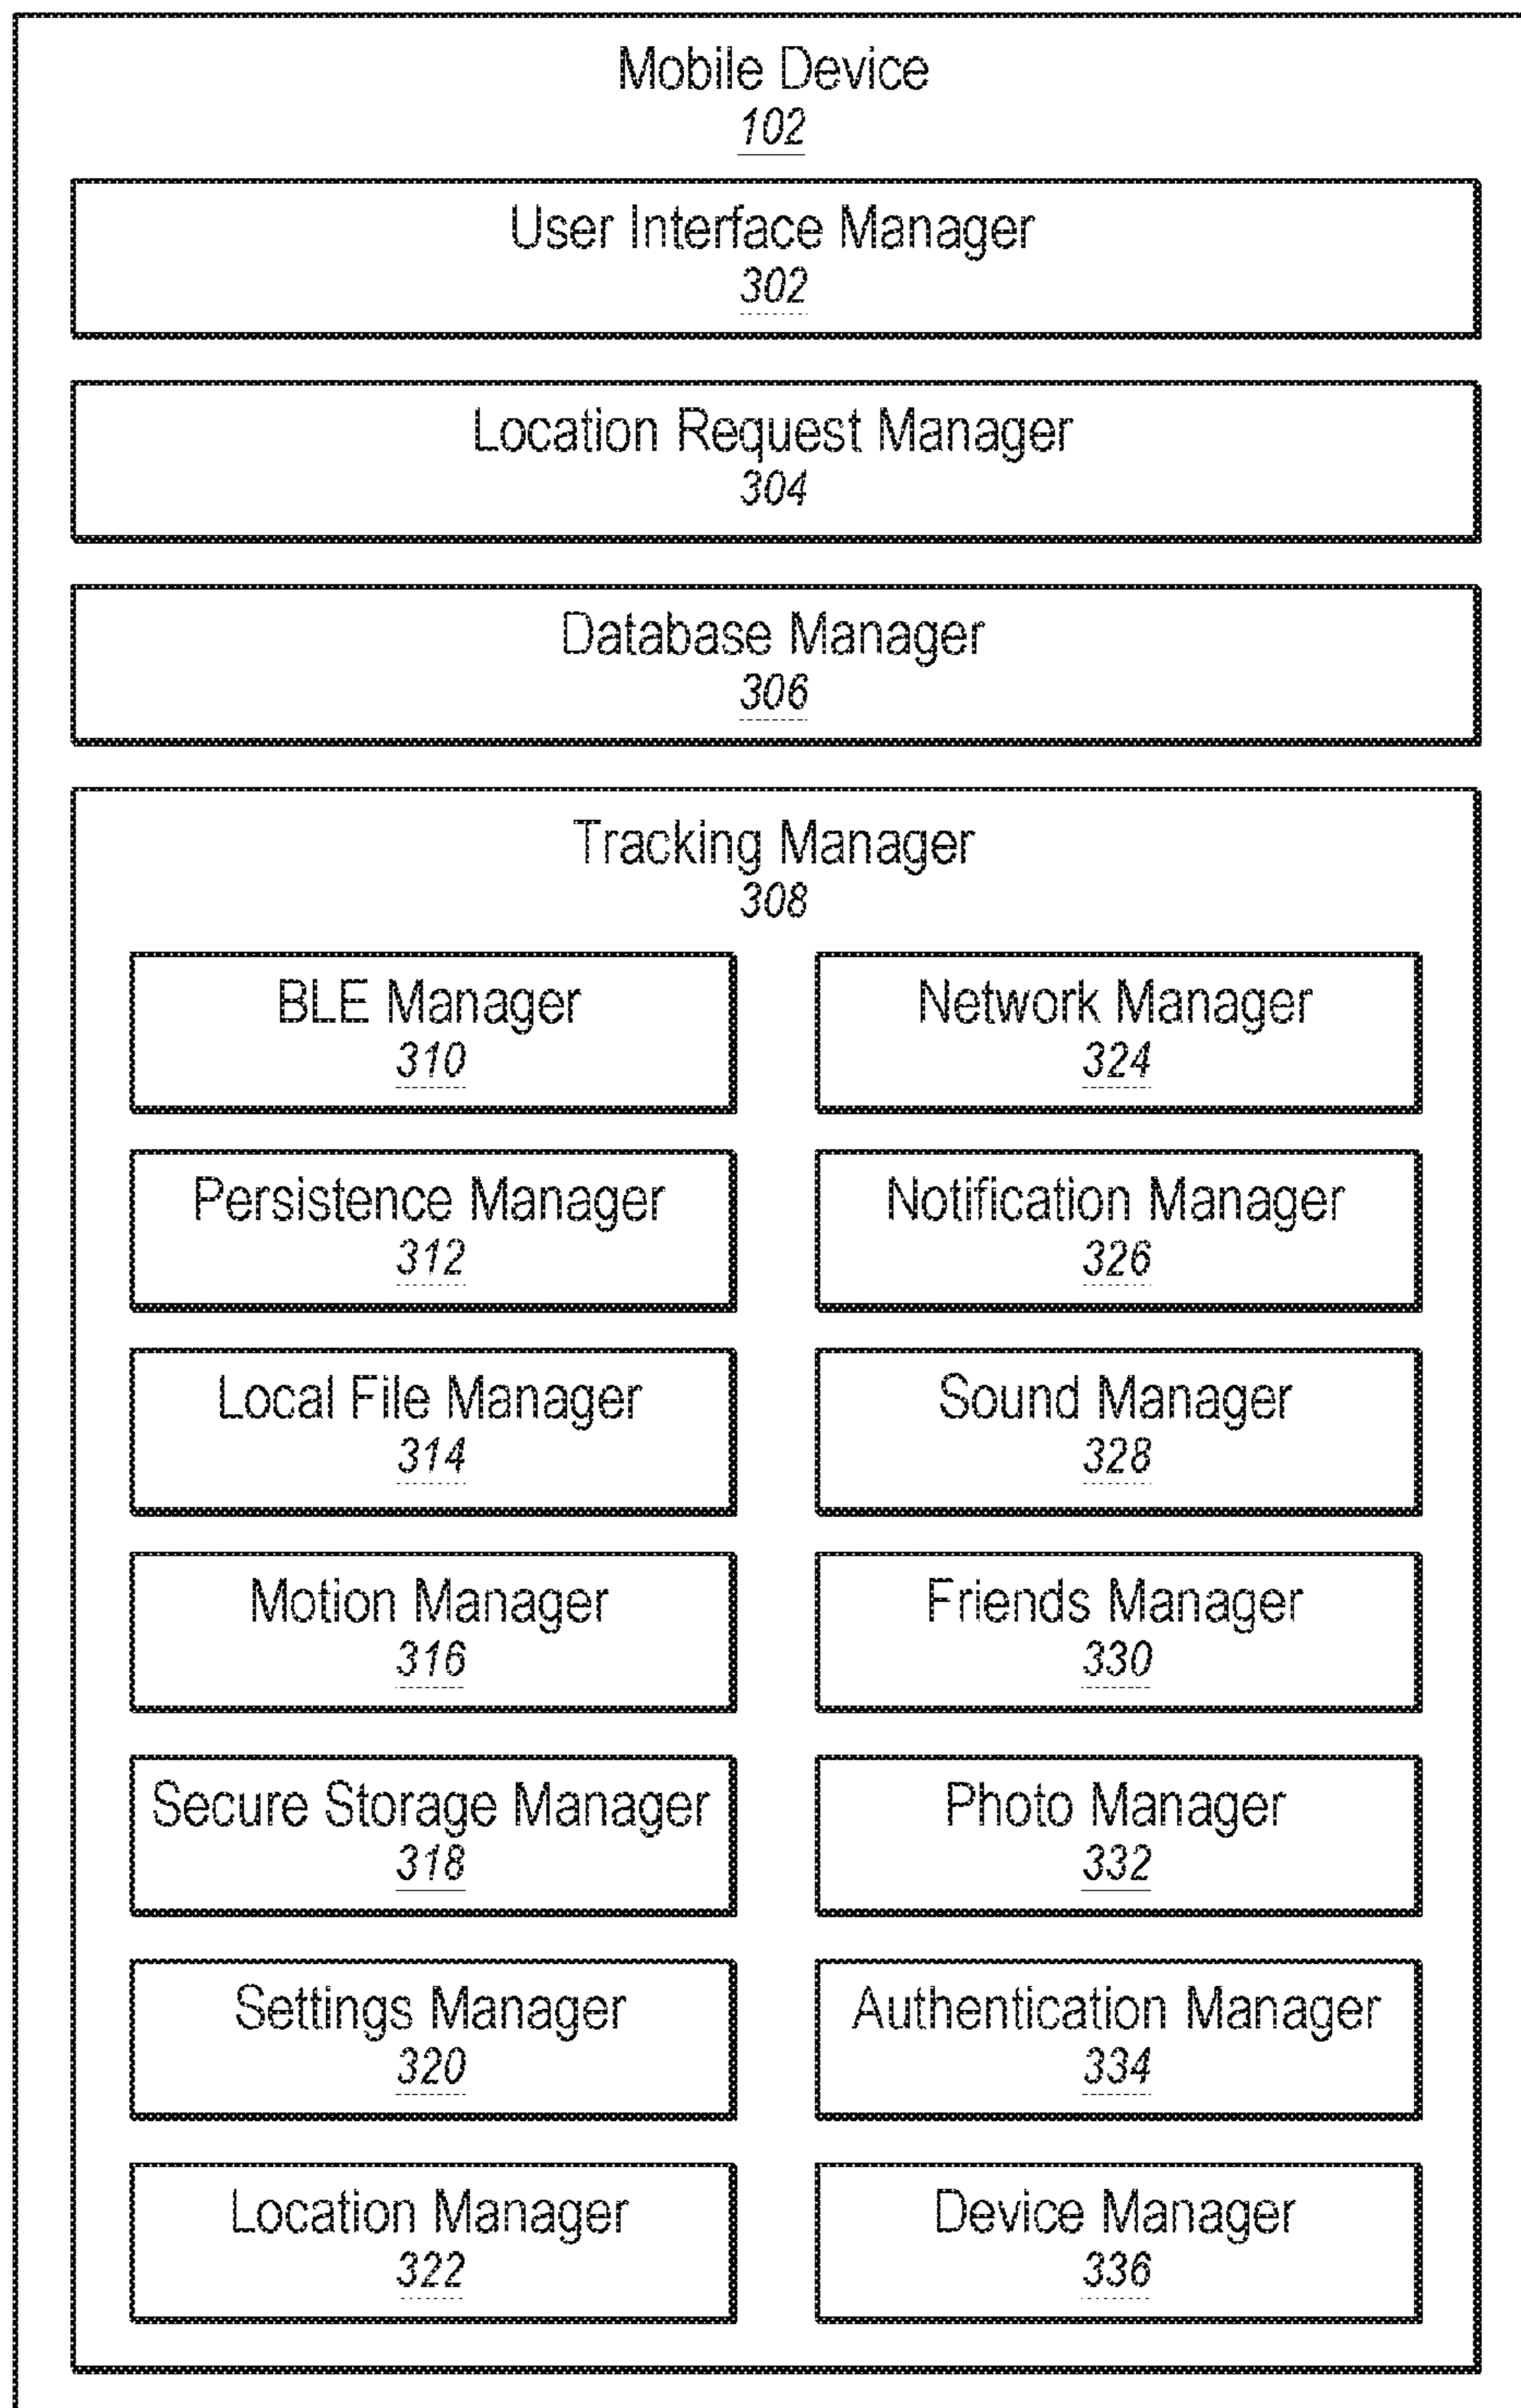 Mobile Device
102
User Interface Manager
302
Location Request Manager
304
Database Manager
306
Tracking Manager
308
BLE Manager
310
Network Manager
324
Persistence Manager
312
Notification Manager
326
Local File Manager
314
Sound Manager
328
Motion Manager
316
Friends Manager
330
Secure Storage Manager
318
Photo Manager
332
Settings Manager
320
Authentication Manager
334
Location Manager
322
Device Manager
336